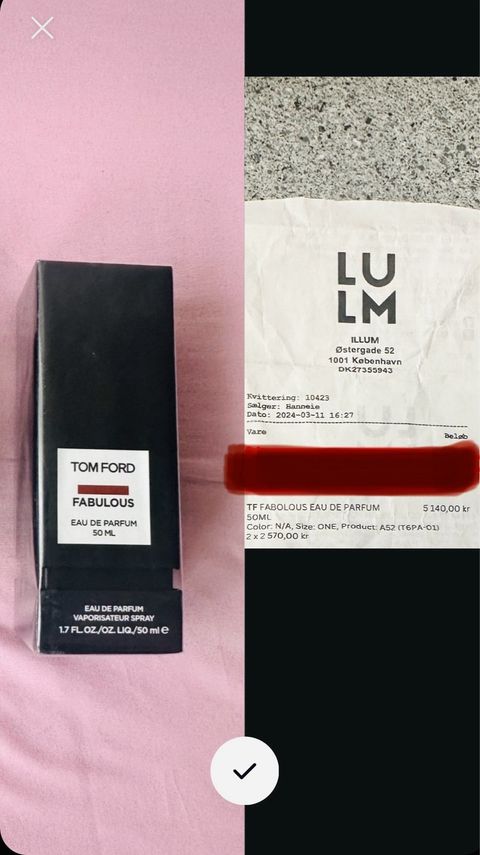 TOM FORD
FABULOUS
EAU DE PARFUM
50 ML
EAU DE PARFUM
VAPORISATEUR SPRAY
1.7 FL.OZ./OZ. LIQ./50 ml e
LU
LM
ILLUM
Østergade 52
1001 København
DK27355943
Kvittering: 10423
Sælger: Hanneie
Dato: 2024-03-11 16:27
Vare Beløb
TF FABOLOUS EAU DE PARFUM 5 140,00 kr
50ML
Color: N/A, Size: ONE, Product: A52 (T6PA-01)
2 x 2 570,00 kr